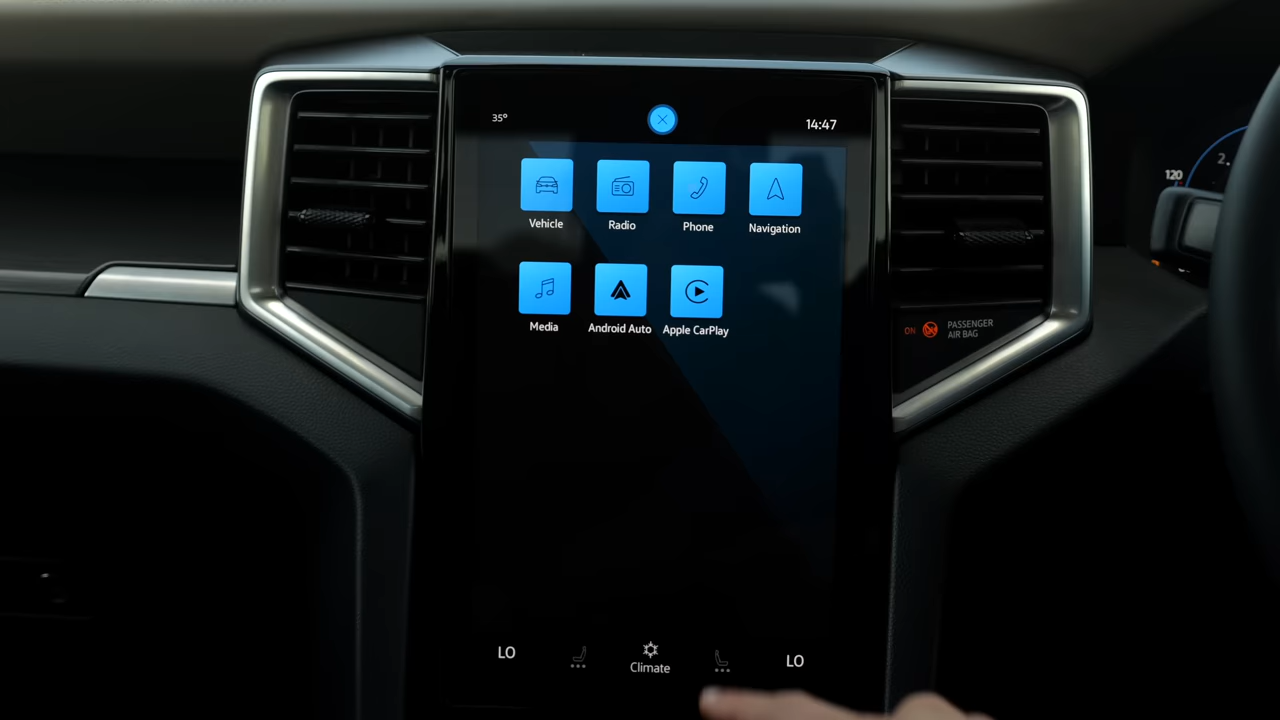 35°
14:47
Vehicle
Radio
Phone
Navigation
Media
Android Auto
Apple CarPlay
120
2.
ON
PASSENGER
AIR BAG
LO
Climate
LO